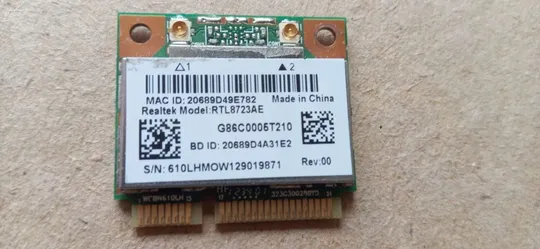 △1 ▲2
MAC ID: 20689D49E782 Made in China
Realtek Model:RTL8723AE
G86C0005T210
BD ID: 20689D4A31E2
S/N: 610LHMOW129019871 Rev:00